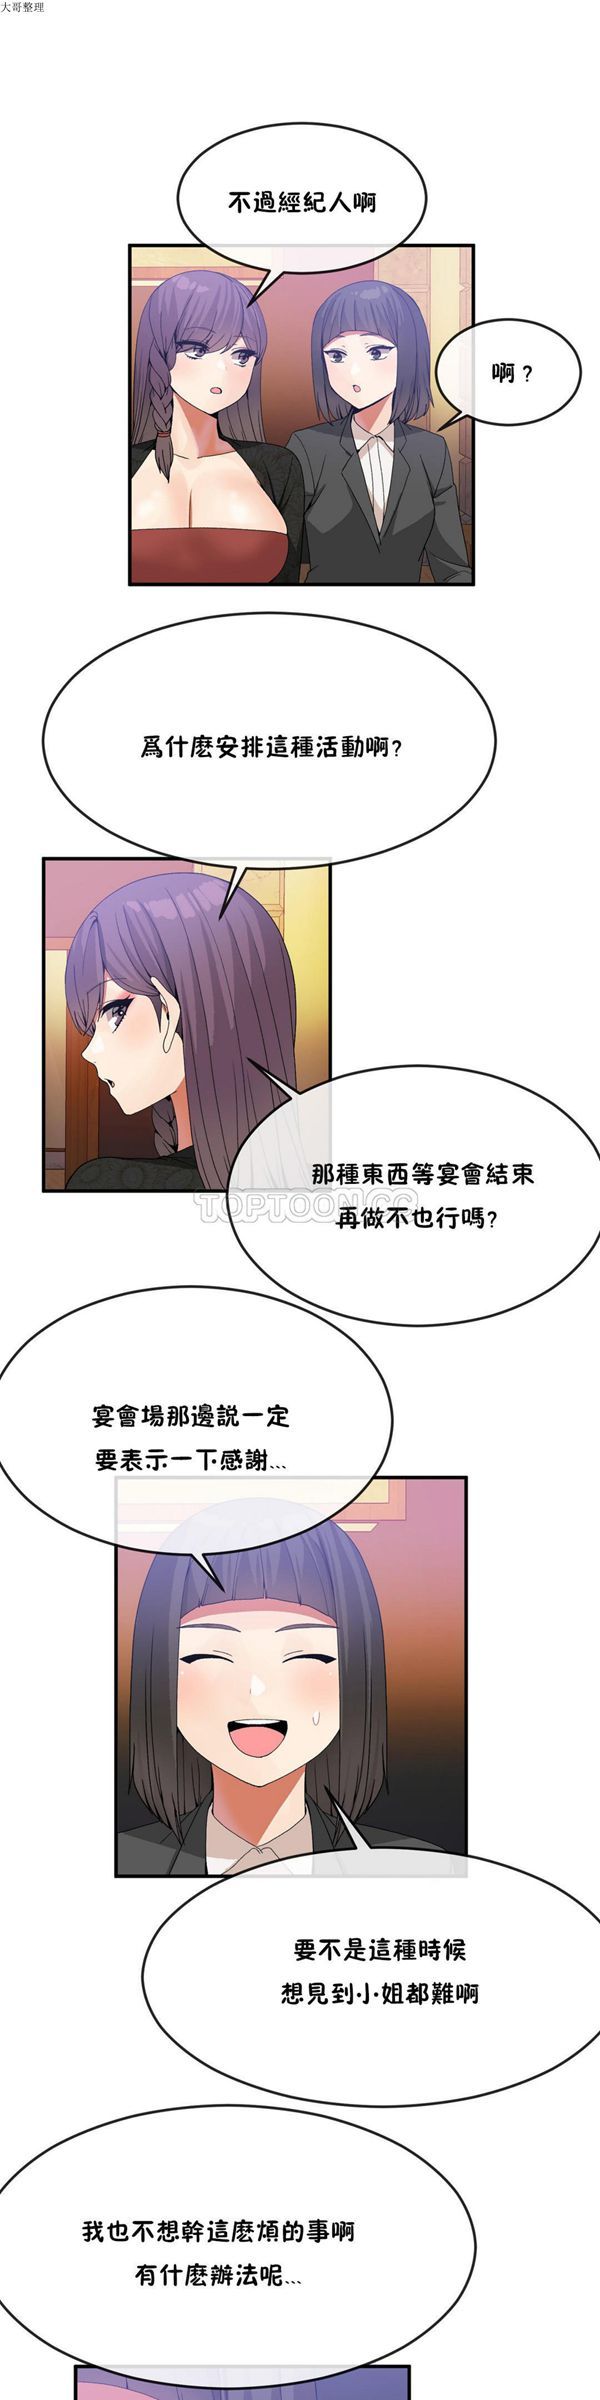 大哥整理
不過經紀人啊
啊？
爲什麽安排這種活動啊?
那種東西等宴會結束
再做不也行嗎?
TOPTOON.CC
宴會場那邊説一定
要表示一下感謝...
要不是這種時候
想見到小姐都難啊
我也不想幹這麽煩的事啊
有什麽辦法呢...